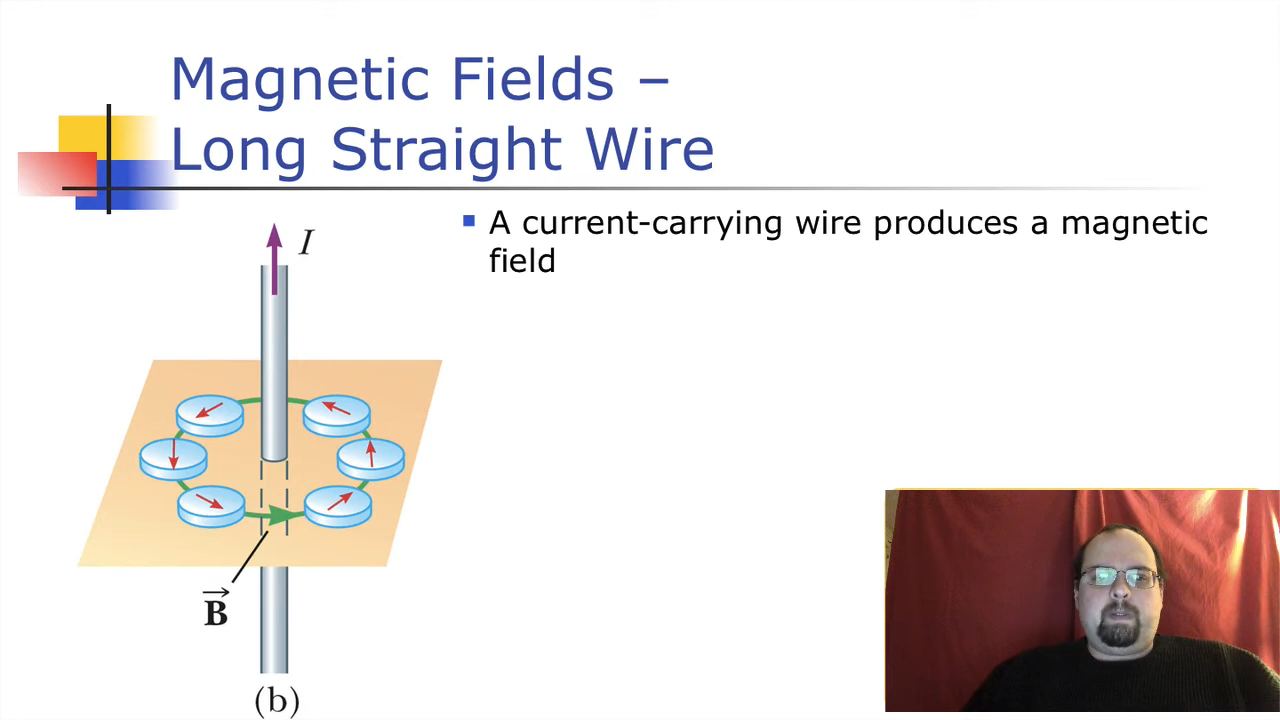 Magnetic Fields –
Long Straight Wire
A current-carrying wire produces a magnetic
field
I
B
(b)